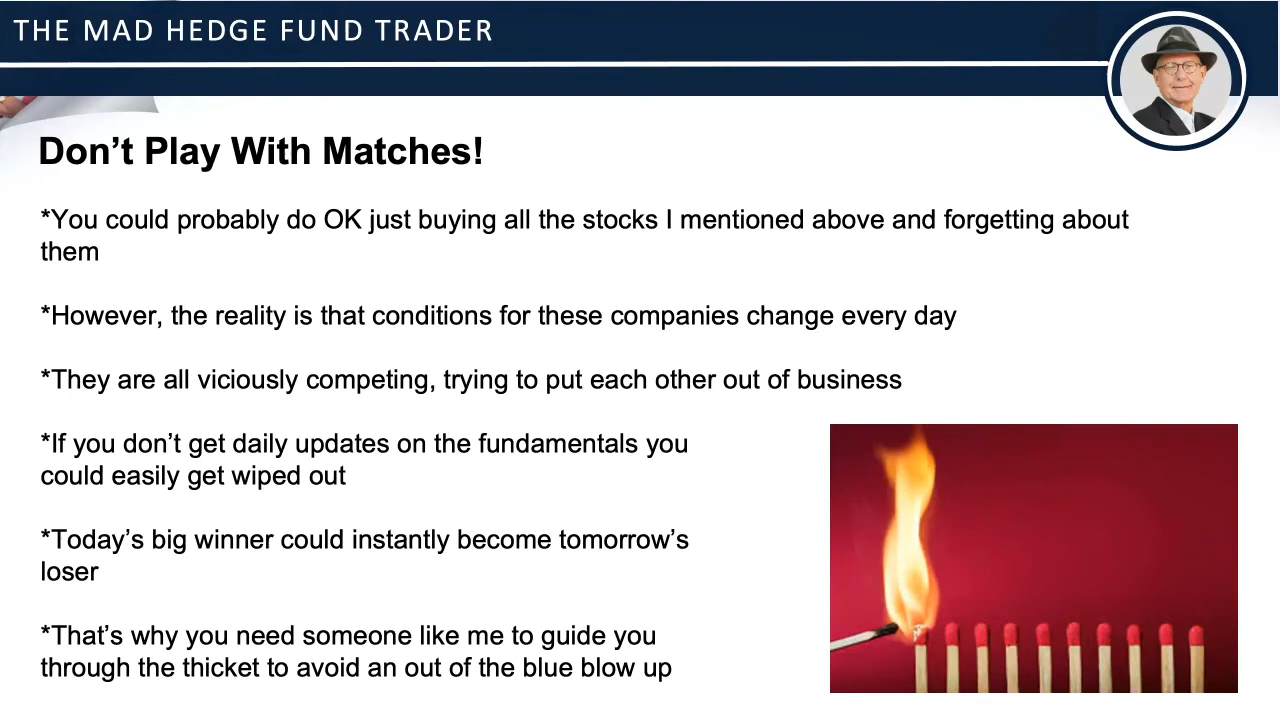 THE MAD HEDGE FUND TRADER
Don’t Play With Matches!
*You could probably do OK just buying all the stocks I mentioned above and forgetting about
them
*However, the reality is that conditions for these companies change every day
*They are all viciously competing, trying to put each other out of business
*If you don’t get daily updates on the fundamentals you
could easily get wiped out
*Today’s big winner could instantly become tomorrow’s
loser
*That’s why you need someone like me to guide you
through the thicket to avoid an out of the blue blow up